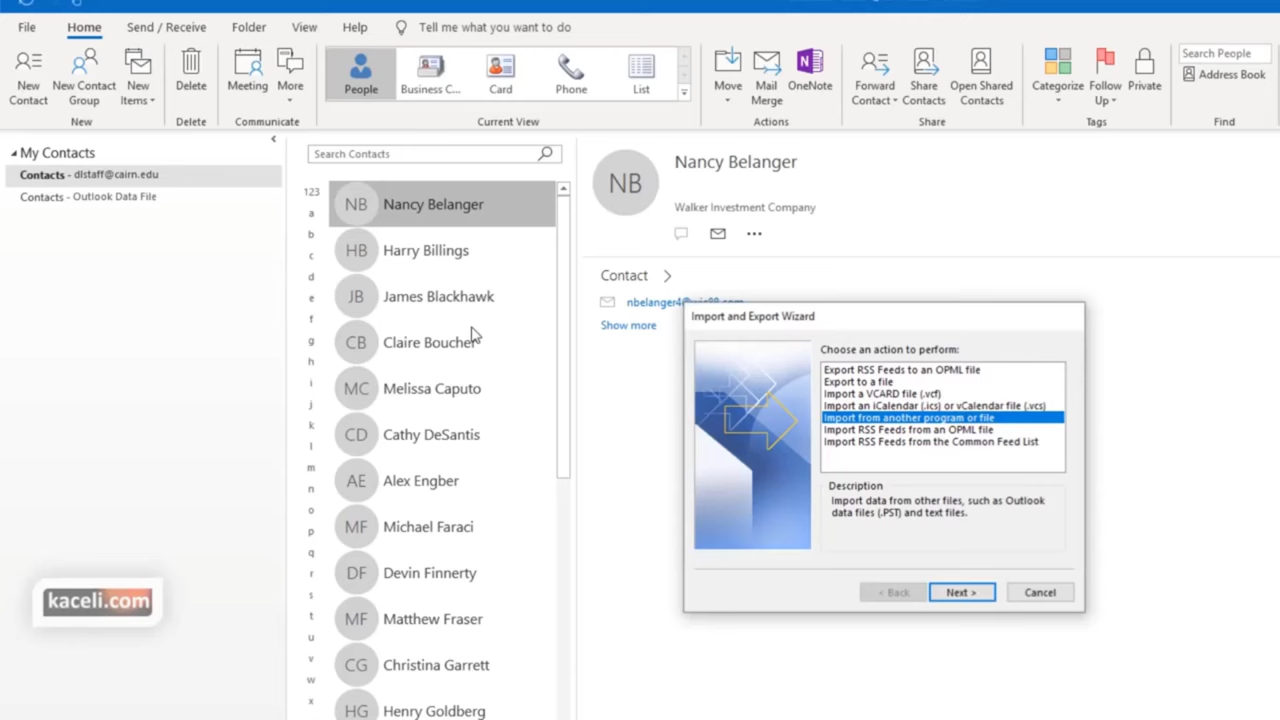 File Home Send / Receive Folder View Help Tell me what you want to do
New Contact
New Contact Group
New Items
New
Delete
Delete
Meeting
More
Communicate
People
Business C...
Card
Phone
List
Current View
Move
Mail Merge
OneNote
Actions
Forward Contact
Share Contacts
Open Shared Contacts
Share
Categorize
Follow Up
Private
Tags
Search People
Address Book
Find
My Contacts
Contacts - dlstaff@cairn.edu
Contacts - Outlook Data File
Search Contacts
123
a
b
c
d
e
f
g
h
i
j
k
l
m
n
o
p
q
r
s
t
u
v
w
x
NB Nancy Belanger
HB Harry Billings
JB James Blackhawk
CB Claire Boucher
MC Melissa Caputo
CD Cathy DeSantis
AE Alex Engber
MF Michael Faraci
DF Devin Finnerty
MF Matthew Fraser
CG Christina Garrett
HG Henry Goldberg
NB
Nancy Belanger
Walker Investment Company
Contact
Show more
Import and Export Wizard
Choose an action to perform:
Export RSS Feeds to an OPML file
Export to a file
Import a VCARD file (.vcf)
Import an iCalendar (.ics) or vCalendar file (.vcs)
Import from another program or file
Import RSS Feeds from an OPML file
Import RSS Feeds from the Common Feed List
Description
Import data from other files, such as Outlook
data files (.PST) and text files.
< Back Next > Cancel
kaceli.com